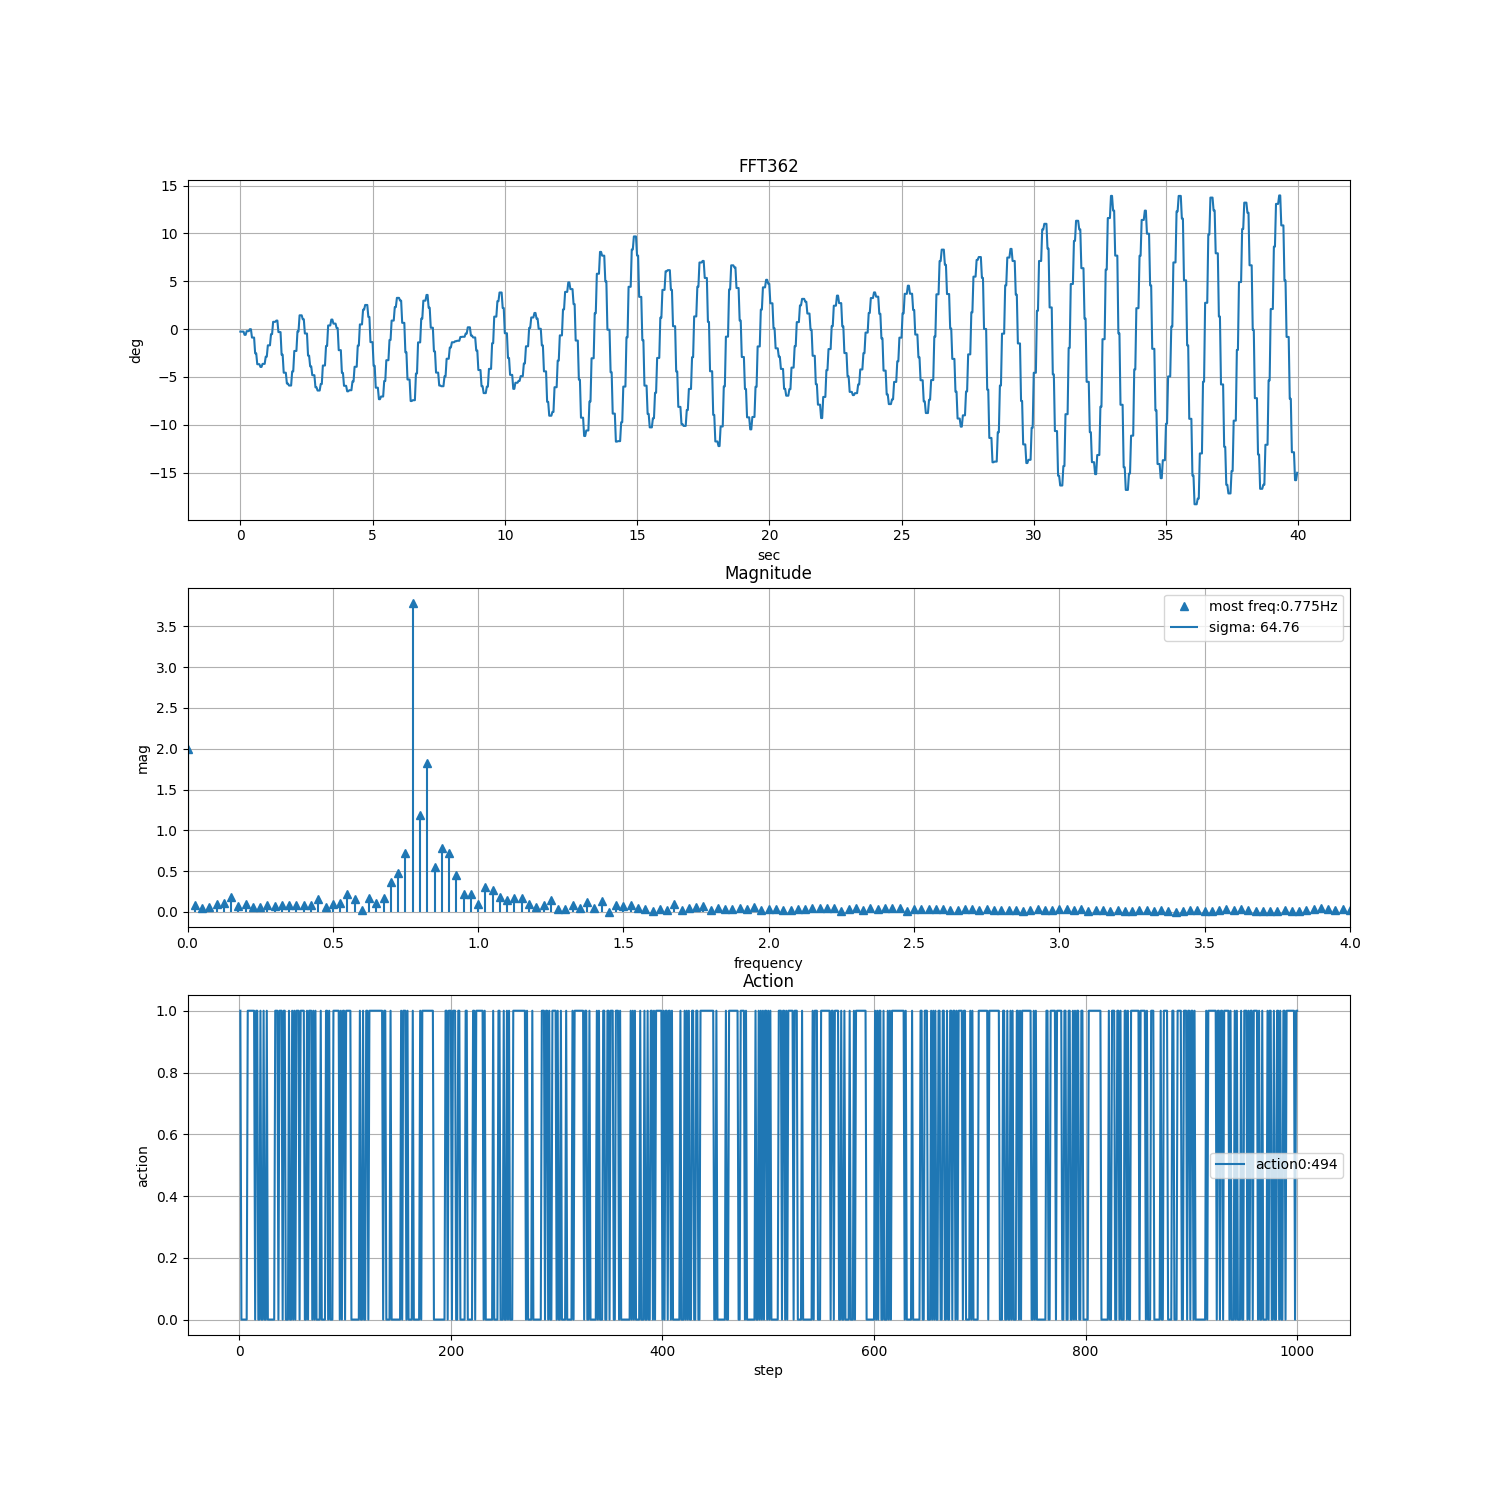 FFT362
15
10
5
0
−5
−10
−15
deg
0 5 10 15 20 25 30 35 40
sec
Magnitude
most freq:0.775Hz
sigma: 64.76
3.5
3.0
2.5
2.0
1.5
1.0
0.5
0.0
mag
0.0 0.5 1.0 1.5 2.0 2.5 3.0 3.5 4.0
frequency
Action
1.0
0.8
0.6
0.4
0.2
0.0
action
action0:494
0 200 400 600 800 1000
step